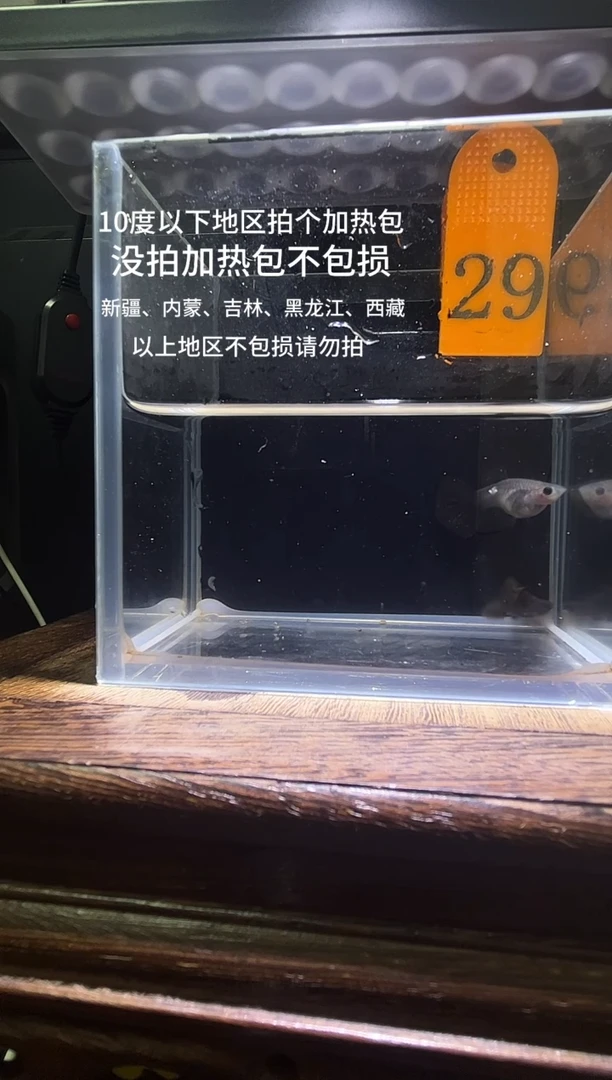 10度以下地区拍个加热包
没拍加热包不包损
新疆、内蒙、吉林、黑龙江、西藏
以上地区不包损请勿拍
29